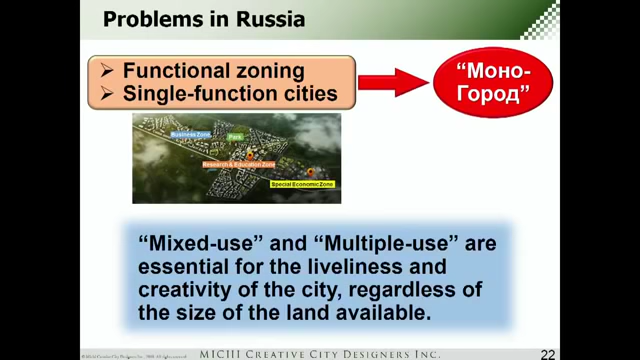 Problems in Russia
➢ Functional zoning
➢ Single-function cities
“Моно-
Город”
Business Zone
Park
Research & Education Zone
Special Economic Zone
“Mixed-use” and “Multiple-use” are
essential for the liveliness and
creativity of the city, regardless of
the size of the land available.
MICIII Creative City Designers Inc.
22